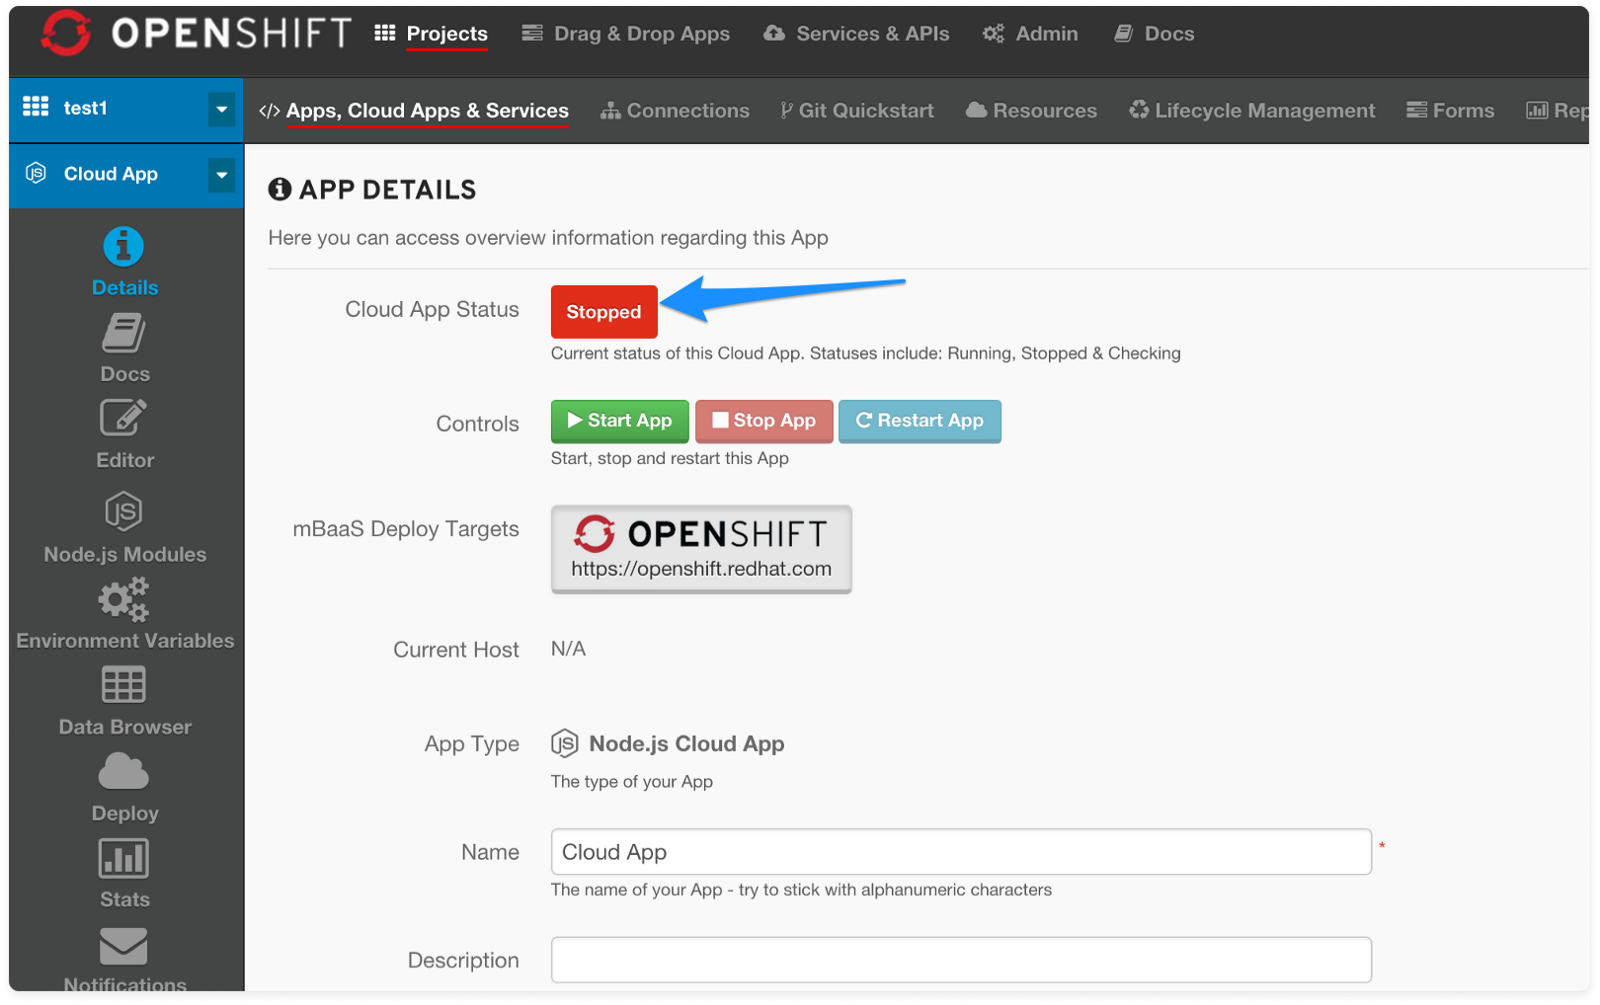 OPENSHIFT Projects Drag & Drop Apps Services & APIs Admin Docs
test1
Apps, Cloud Apps & Services Connections Git Quickstart Resources Lifecycle Management Forms Rep
Cloud App
Details
Docs
Editor
Node.js Modules
Environment Variables
Data Browser
Deploy
Stats
Notifications
APP DETAILS
Here you can access overview information regarding this App
Cloud App Status Stopped
Current status of this Cloud App. Statuses include: Running, Stopped & Checking
Controls Start App Stop App Restart App
Start, stop and restart this App
mBaaS Deploy Targets OPENSHIFT
https://openshift.redhat.com
Current Host N/A
App Type JS Node.js Cloud App
The type of your App
Name Cloud App *
The name of your App - try to stick with alphanumeric characters
Description